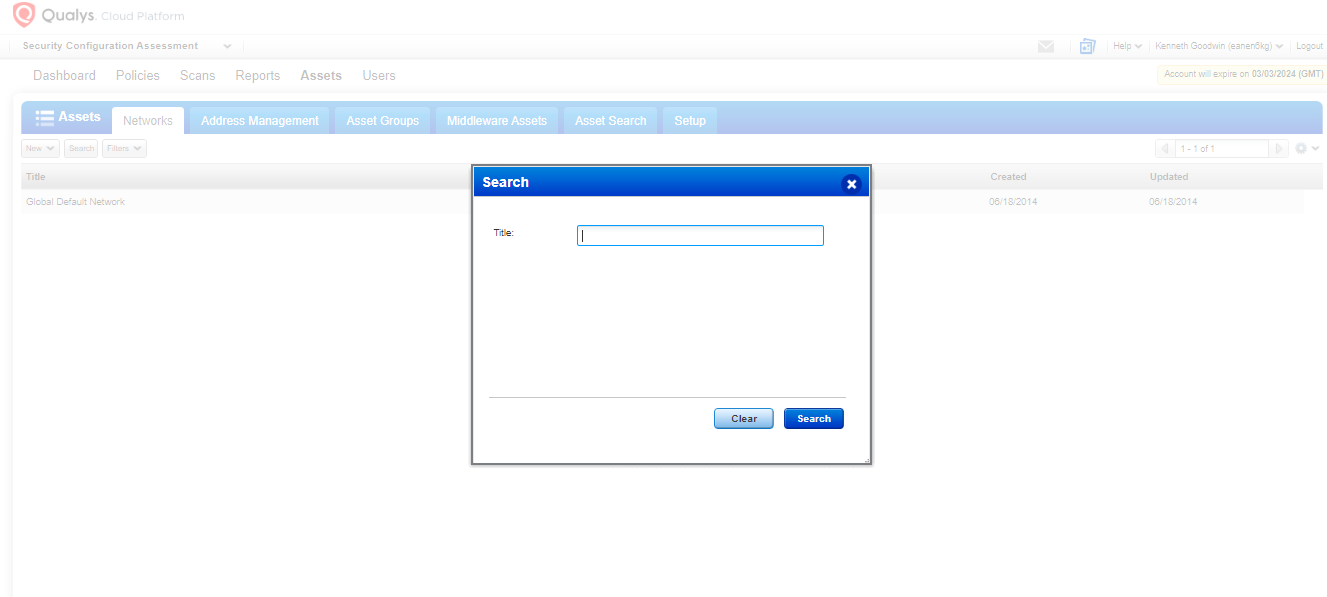 Qualys. Cloud Platform
Security Configuration Assessment
Help
Kenneth Goodwin (eanen6kg)
Logout
Dashboard Policies Scans Reports Assets Users
Account will expire on 03/03/2024 (GMT)
Assets Networks Address Management Asset Groups Middleware Assets Asset Search Setup
New Search Filters
1 - 1 of 1
Title Created Updated
Global Default Network 06/18/2014 06/18/2014
Search
Title:
Clear Search